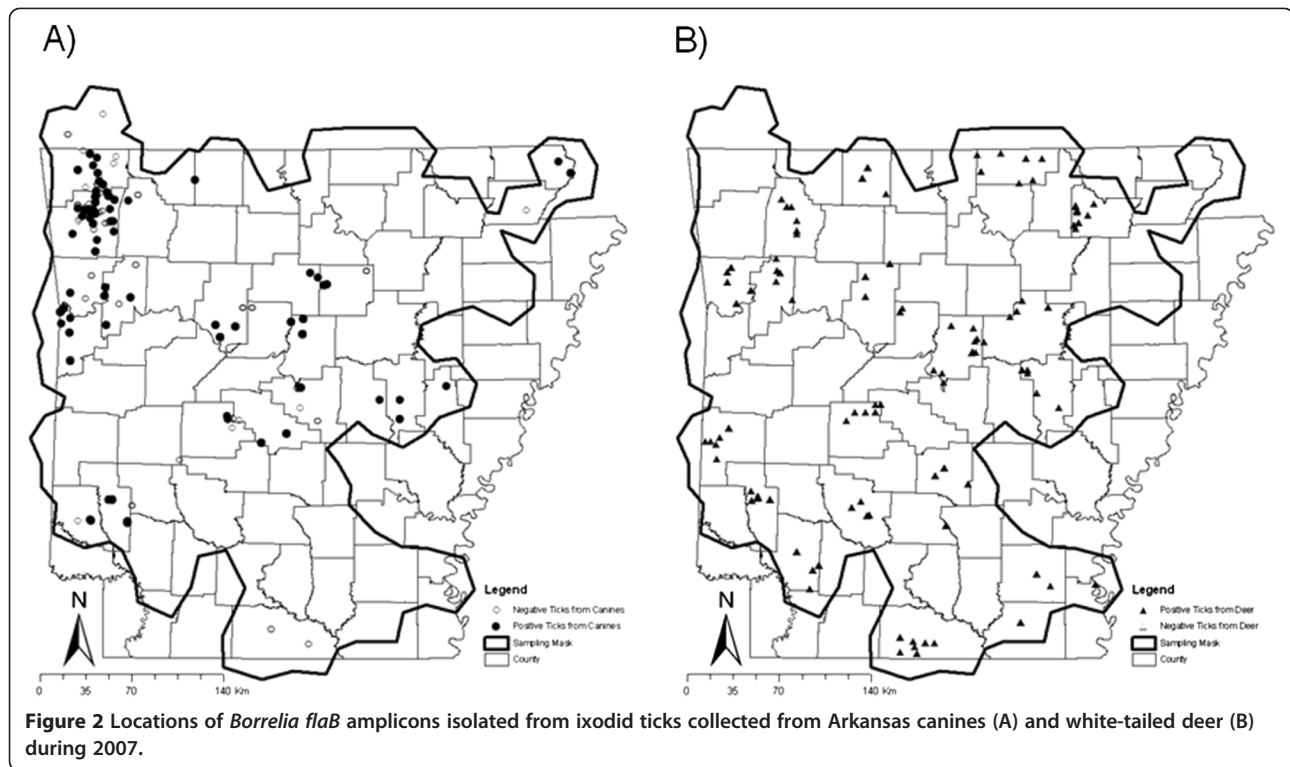 A)
B)
N
Legend
Negative Ticks from Canines
Positive Ticks from Canines
Sampling Mask
County
0 35 70 140 Km
N
Legend
Positive Ticks from Deer
Negative Ticks from Deer
Sampling Mask
County
0 35 70 140 Km
Figure 2 Locations of Borrelia flaB amplicons isolated from ixodid ticks collected from Arkansas canines (A) and white-tailed deer (B)
during 2007.